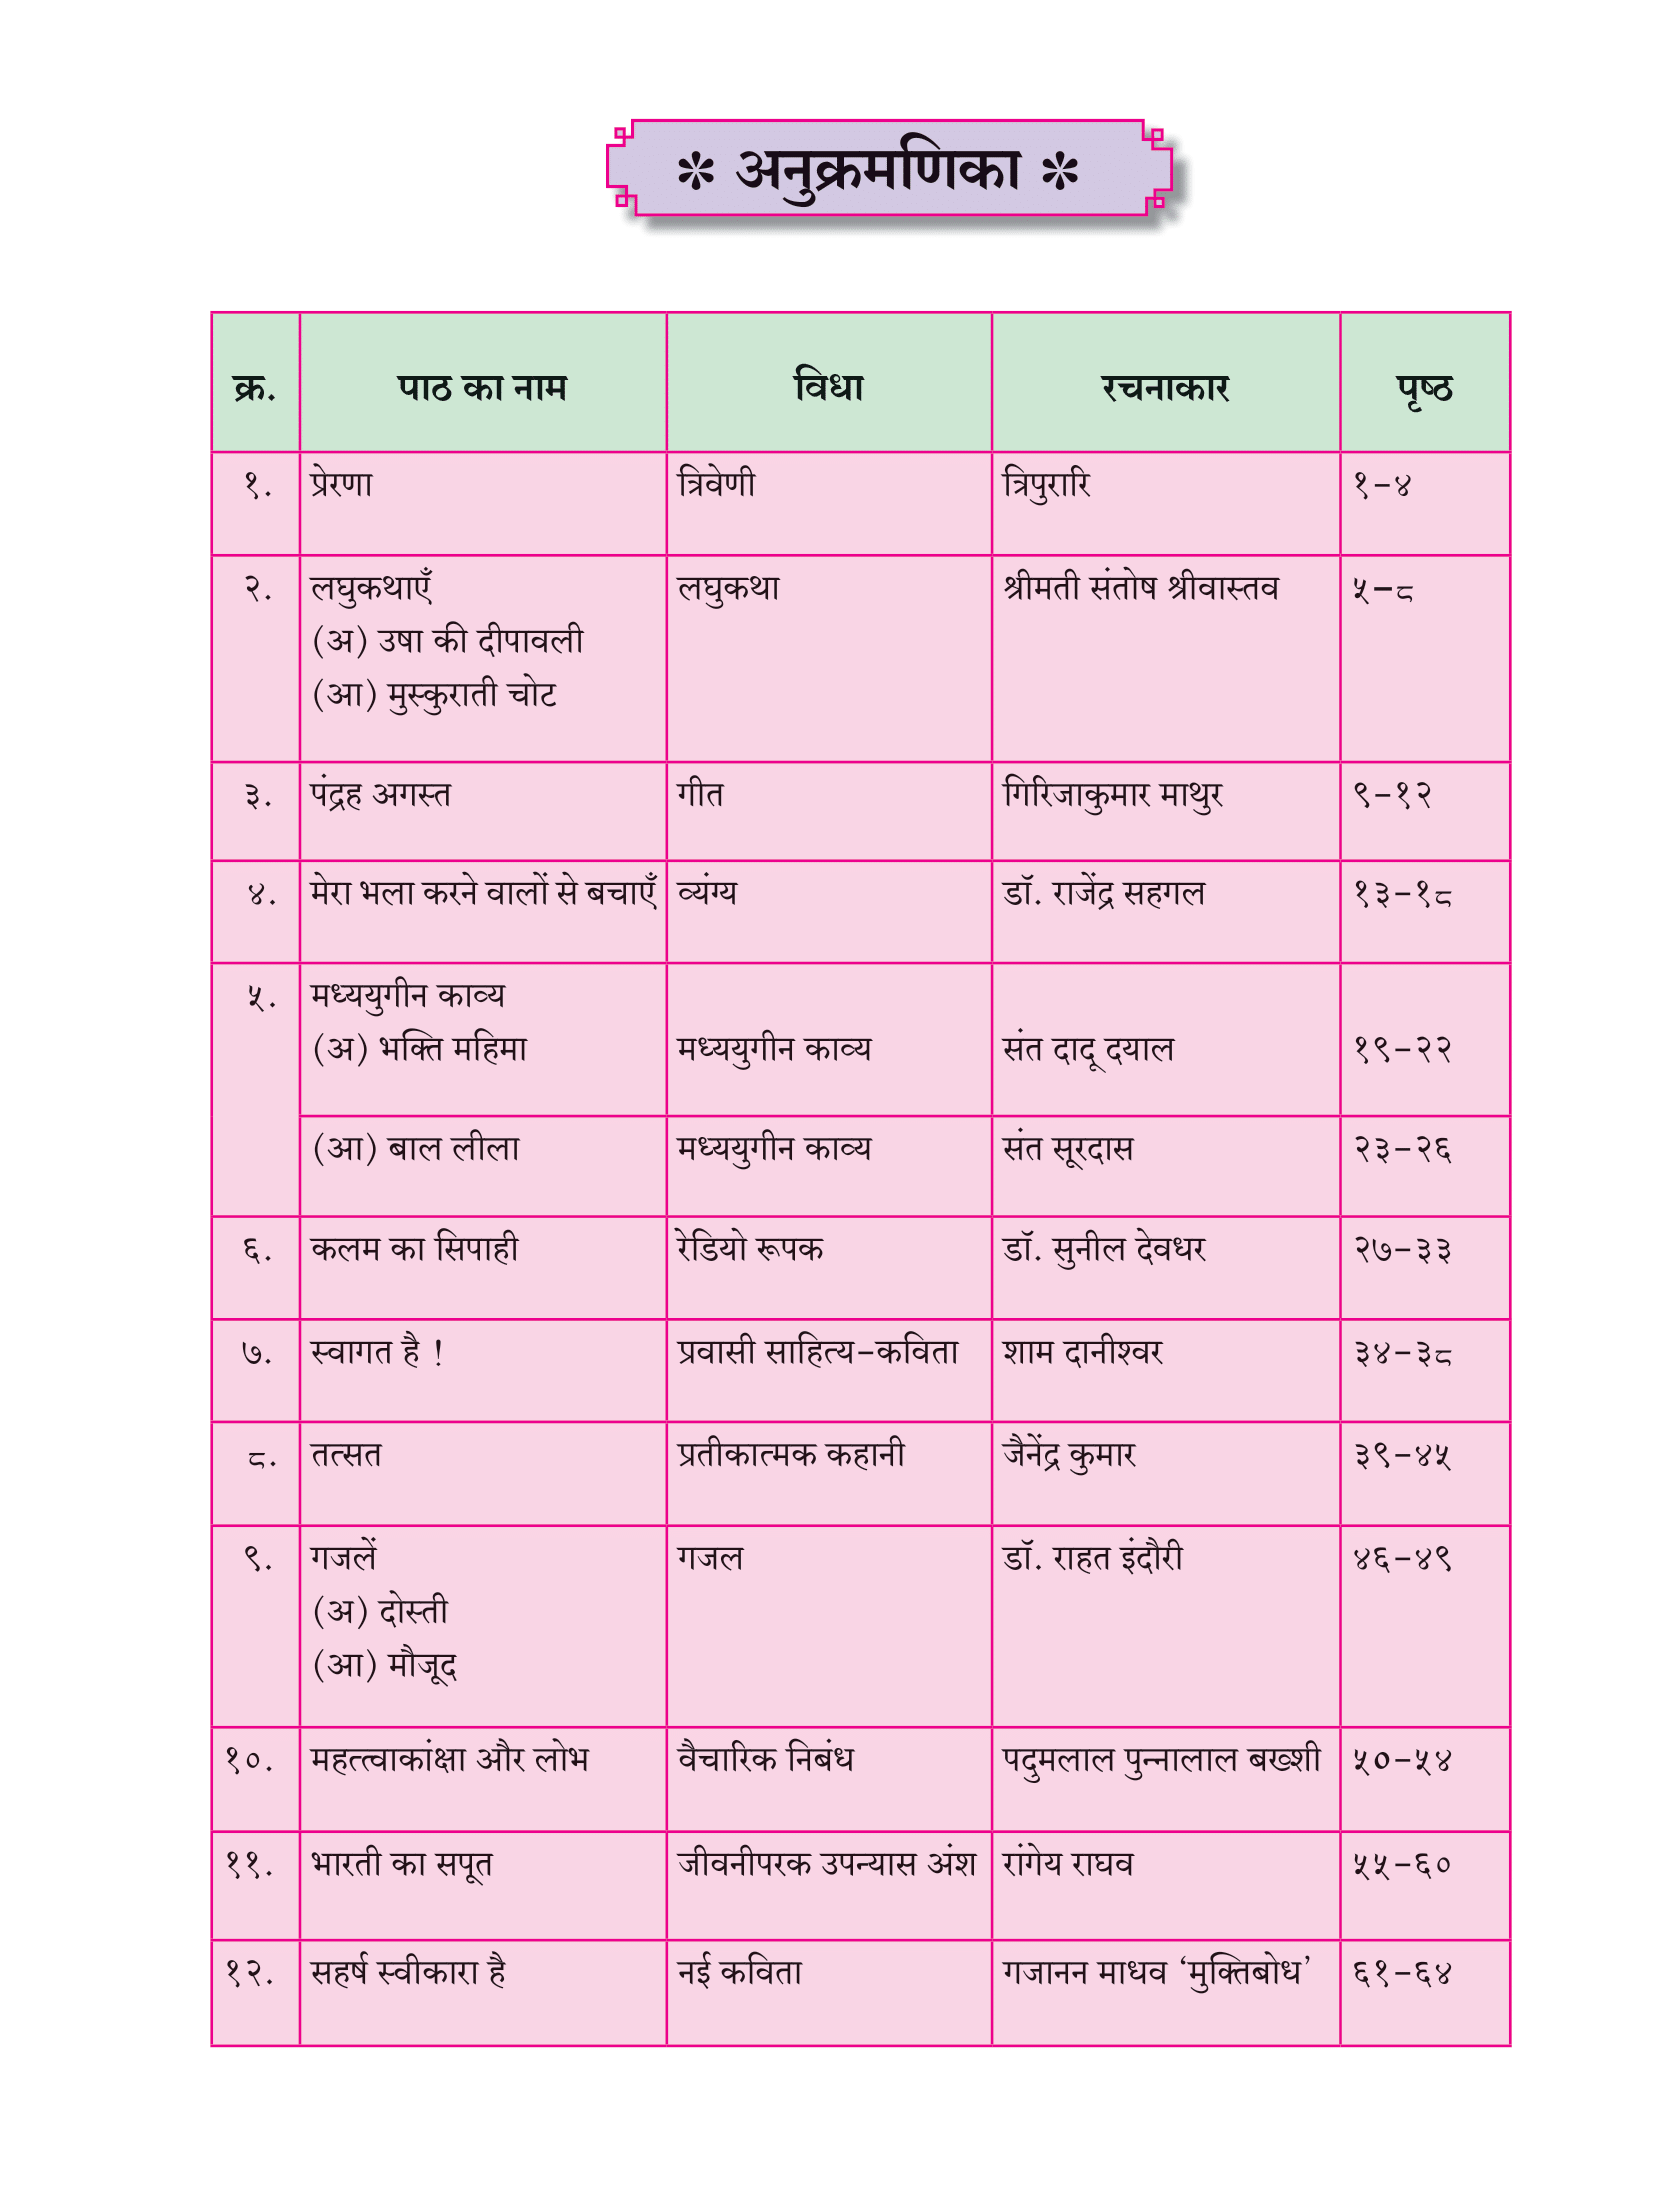 * अनुक्रमणिका *
क्र. पाठ का नाम विधा रचनाकार पृष्ठ
१. प्रेरणा त्रिवेणी त्रिपुरारि १-४
२. लघुकथाएँ लघुकथा श्रीमती संतोष श्रीवास्तव ५-८
(अ) उषा की दीपावली
(आ) मुस्कुराती चोट
३. पंद्रह अगस्त गीत गिरिजाकुमार माथुर ९-१२
४. मेरा भला करने वालों से बचाएँ व्यंग्य डॉ. राजेंद्र सहगल १३-१८
५. मध्ययुगीन काव्य
(अ) भक्ति महिमा मध्ययुगीन काव्य संत दादू दयाल १९-२२
(आ) बाल लीला मध्ययुगीन काव्य संत सूरदास २३-२६
६. कलम का सिपाही रेडियो रूपक डॉ. सुनील देवधर २७-३३
७. स्वागत है ! प्रवासी साहित्य-कविता शाम दानीश्वर ३४-३८
८. तत्सत प्रतीकात्मक कहानी जैनेंद्र कुमार ३९-४५
९. गजलें गजल डॉ. राहत इंदौरी ४६-४९
(अ) दोस्ती
(आ) मौजूद
१०. महत्त्वाकांक्षा और लोभ वैचारिक निबंध पदुमलाल पुन्नालाल बख्शी ५०-५४
११. भारती का सपूत जीवनीपरक उपन्यास अंश रांगेय राघव ५५-६०
१२. सहर्ष स्वीकारा है नई कविता गजानन माधव ‘मुक्तिबोध’ ६१-६४